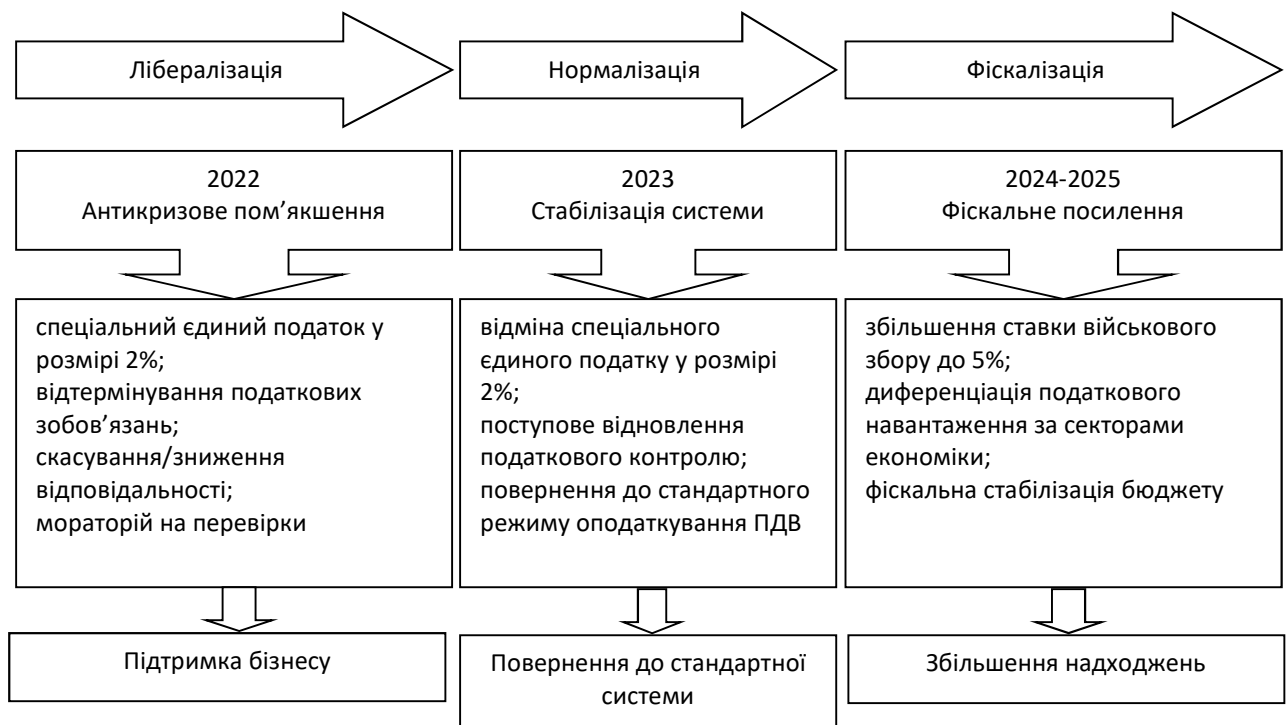 Лібералізація
Нормалізація
Фіскалізація
2022
Антикризове пом’якшення
2023
Стабілізація системи
2024-2025
Фіскальне посилення
спеціальний єдиний податок у
розмірі 2%;
відтермінування податкових
зобов’язань;
скасування/зниження
відповідальності;
мораторій на перевірки
відміна спеціального
єдиного податку у розмірі
2%;
поступове відновлення
податкового контролю;
повернення до стандартного
режиму оподаткування ПДВ
збільшення ставки військового
збору до 5%;
диференціація податкового
навантаження за секторами
економіки;
фіскальна стабілізація бюджету
Підтримка бізнесу
Повернення до стандартної
системи
Збільшення надходжень